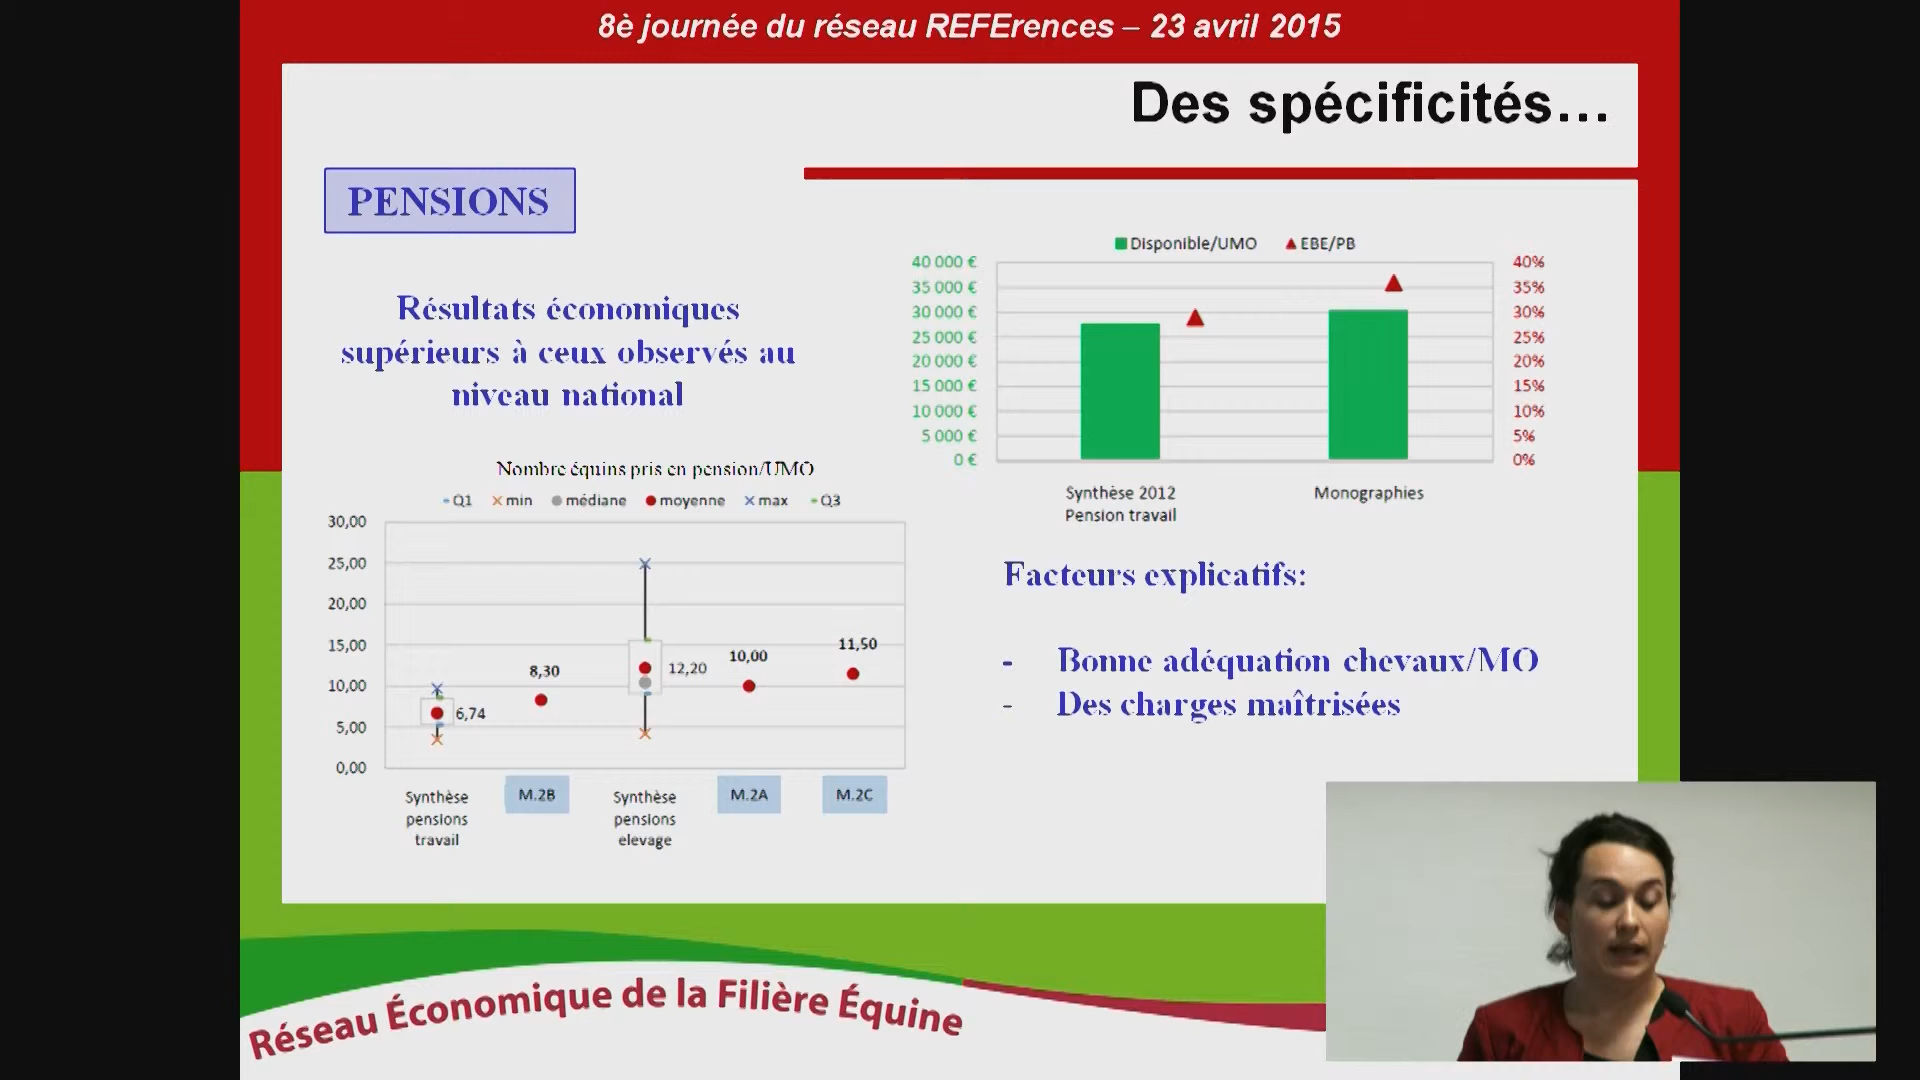 8è journée du réseau REFErences – 23 avril 2015
Des spécificités...
PENSIONS
Résultats économiques
supérieurs à ceux observés au
niveau national
Disponible/UMO EBE/PB
40 000 € 40%
35 000 € 35%
30 000 € 30%
25 000 € 25%
20 000 € 20%
15 000 € 15%
10 000 € 10%
5 000 € 5%
0 € 0%
Synthèse 2012 Monographies
Pension travail
Nombre équins pris en pension/UMO
Q1 min médiane moyenne max Q3
30,00
25,00
20,00
15,00
10,00
5,00
0,00
6,74
8,30
12,20
10,00
11,50
Synthèse
pensions
travail
M.2B
Synthèse
pensions
elevage
M.2A
M.2C
Facteurs explicatifs:
- Bonne adéquation chevaux/MO
- Des charges maîtrisées
Réseau Économique de la Filière Équine